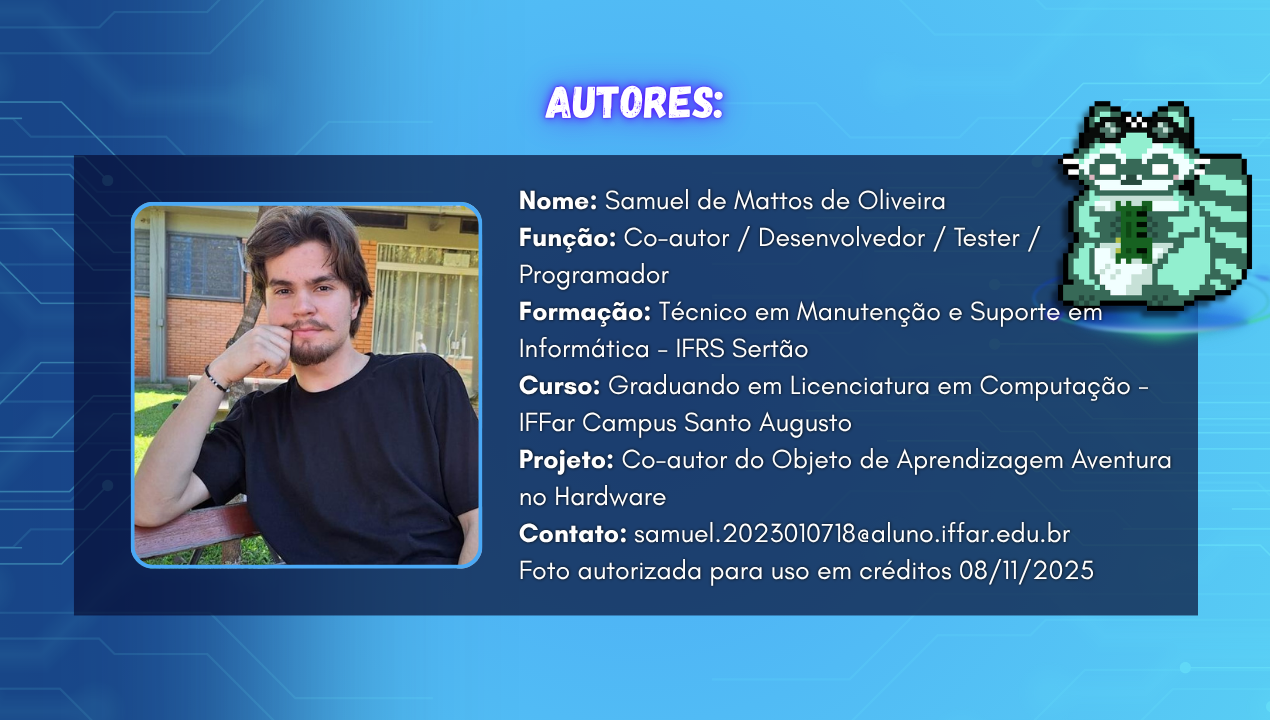 AUTORES:
Nome: Samuel de Mattos de Oliveira
Função: Co-autor / Desenvolvedor / Tester /
Programador
Formação: Técnico em Manutenção e Suporte em
Informática - IFRS Sertão
Curso: Graduando em Licenciatura em Computação -
IFFar Campus Santo Augusto
Projeto: Co-autor do Objeto de Aprendizagem Aventura
no Hardware
Contato: samuel.2023010718@aluno.iffar.edu.br
Foto autorizada para uso em créditos 08/11/2025